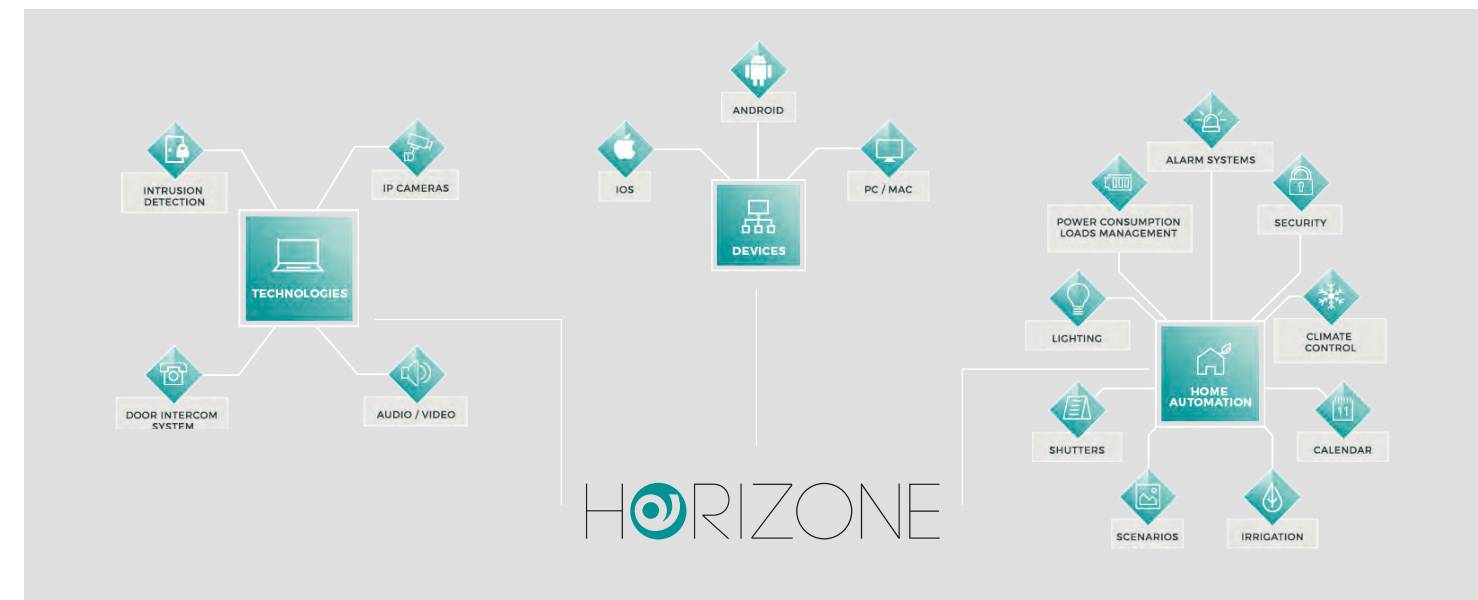 ANDROID
INTRUSION
DETECTION
IP CAMERAS
IOS
PC / MAC
ALARM SYSTEMS
POWER CONSUMPTION
LOADS MANAGEMENT
SECURITY
DEVICES
TECHNOLOGIES
LIGHTING
CLIMATE
CONTROL
HOME
AUTOMATION
DOOR INTERCOM
SYSTEM
AUDIO / VIDEO
SHUTTERS
11
CALENDAR
HORIZONE
SCENARIOS
IRRIGATION